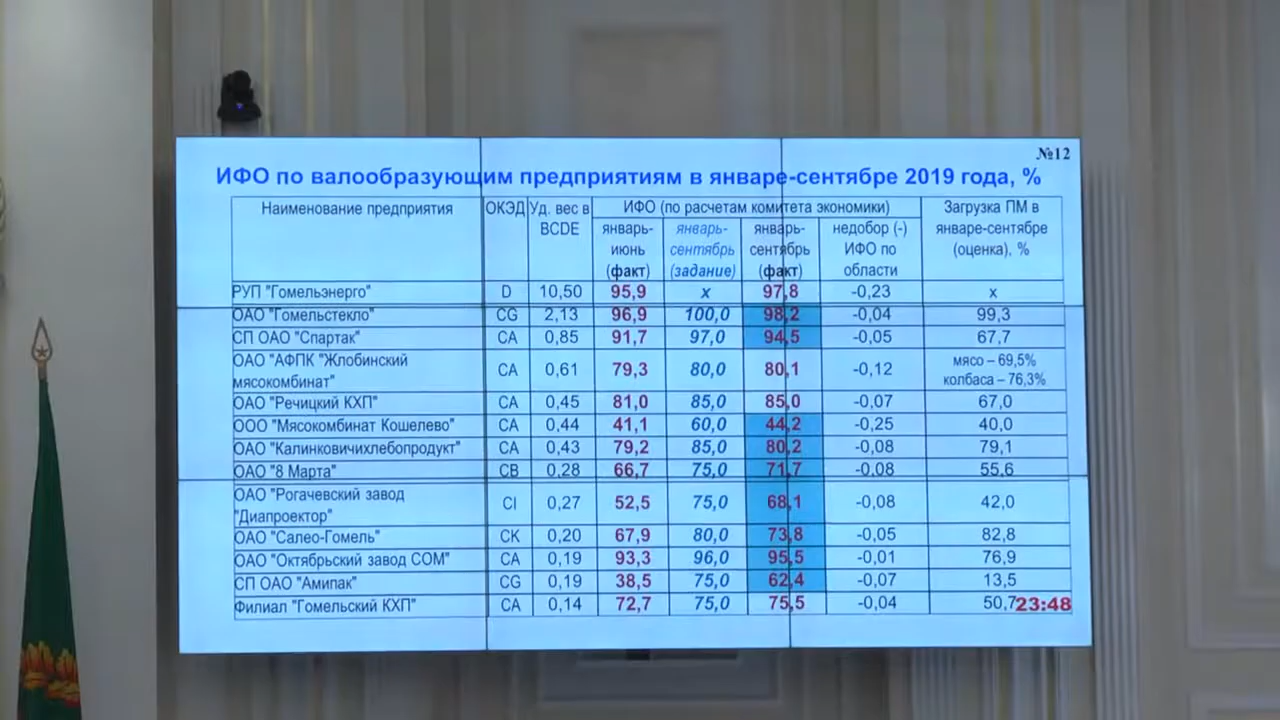 №12
ИФО по валообразующим предприятиям в январе-сентябре 2019 года, %
Наименование предприятия ОКЭД Уд. вес в BCDE ИФО (по расчетам комитета экономики) Загрузка ПМ в январе-сентябре (оценка), %
январь-июнь (факт) январь-сентябрь (задание) январь-сентябрь (факт) недобор (-) ИФО по области
РУП "Гомельэнерго" D 10,50 95,9 x 97,8 -0,23 x
ОАО "Гомельстекло" CG 2,13 96,9 100,0 98,2 -0,04 99,3
СП ОАО "Спартак" CA 0,85 91,7 97,0 94,5 -0,05 67,7
ОАО "АФПК "Жлобинский мясокомбинат" CA 0,61 79,3 80,0 80,1 -0,12 мясо – 69,5% колбаса – 76,3%
ОАО "Речицкий КХП" CA 0,45 81,0 85,0 85,0 -0,07 67,0
ООО "Мясокомбинат Кошелево" CA 0,44 41,1 60,0 44,2 -0,25 40,0
ОАО "Калинковичихлебопродукт" CA 0,43 79,2 85,0 80,2 -0,08 79,1
ОАО "8 Марта" CB 0,28 66,7 75,0 71,7 -0,08 55,6
ОАО "Рогачевский завод "Диапроектор" CI 0,27 52,5 75,0 68,1 -0,08 42,0
ОАО "Салео-Гомель" CK 0,20 67,9 80,0 73,8 -0,05 82,8
ОАО "Октябрьский завод СОМ" CA 0,19 93,3 96,0 95,5 -0,01 76,9
СП ОАО "Амипак" CG 0,19 38,5 75,0 62,4 -0,07 13,5
Филиал "Гомельский КХП" CA 0,14 72,7 75,0 75,5 -0,04 50,7
23:48